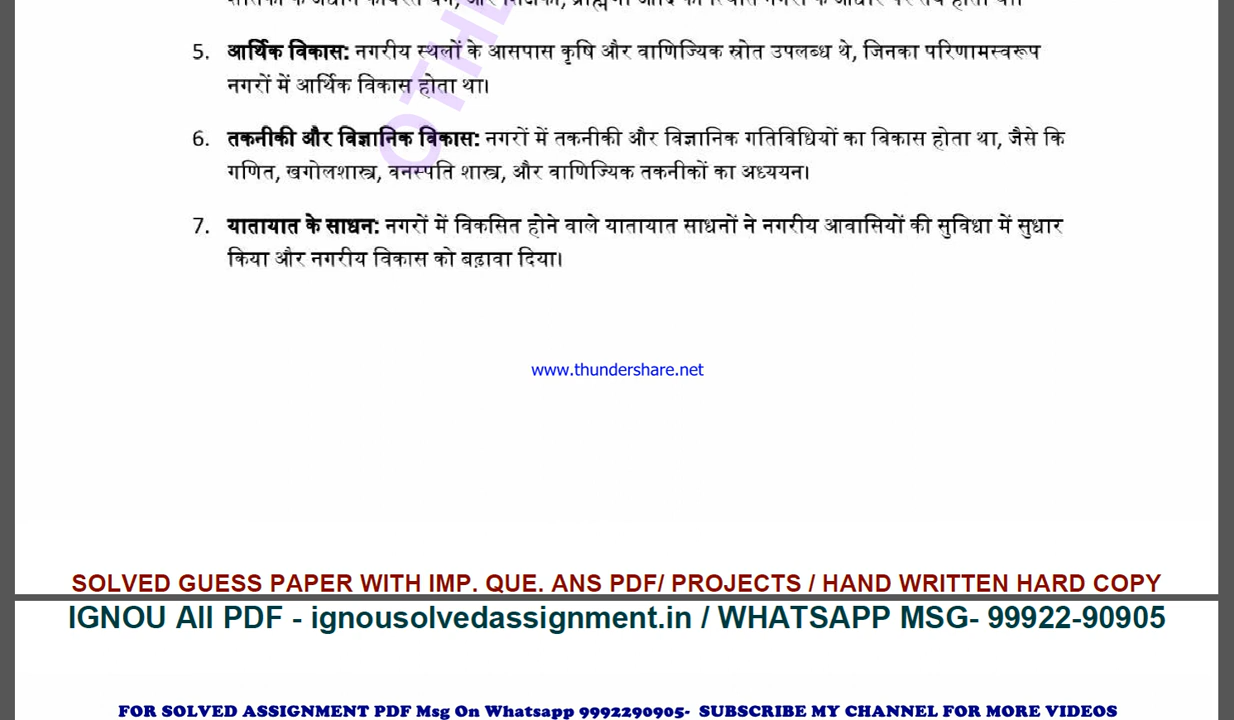 5. आर्थिक विकास: नगरीय स्थलों के आसपास कृषि और वाणिज्यिक स्रोत उपलब्ध थे, जिनका परिणामस्वरूप
नगरों में आर्थिक विकास होता था।
6. तकनीकी और विज्ञानिक विकास: नगरों में तकनीकी और विज्ञानिक गतिविधियों का विकास होता था, जैसे कि
गणित, खगोलशास्त्र, वनस्पति शास्त्र, और वाणिज्यिक तकनीकों का अध्ययन।
7. यातायात के साधन: नगरों में विकसित होने वाले यातायात साधनों ने नगरीय आवासियों की सुविधा में सुधार
किया और नगरीय विकास को बढ़ावा दिया।
www.thundershare.net
SOLVED GUESS PAPER WITH IMP. QUE. ANS PDF/ PROJECTS / HAND WRITTEN HARD COPY
IGNOU All PDF - ignousolvedassignment.in / WHATSAPP MSG- 99922-90905
FOR SOLVED ASSIGNMENT PDF Msg On Whatsapp 9992290905- SUBSCRIBE MY CHANNEL FOR MORE VIDEOS